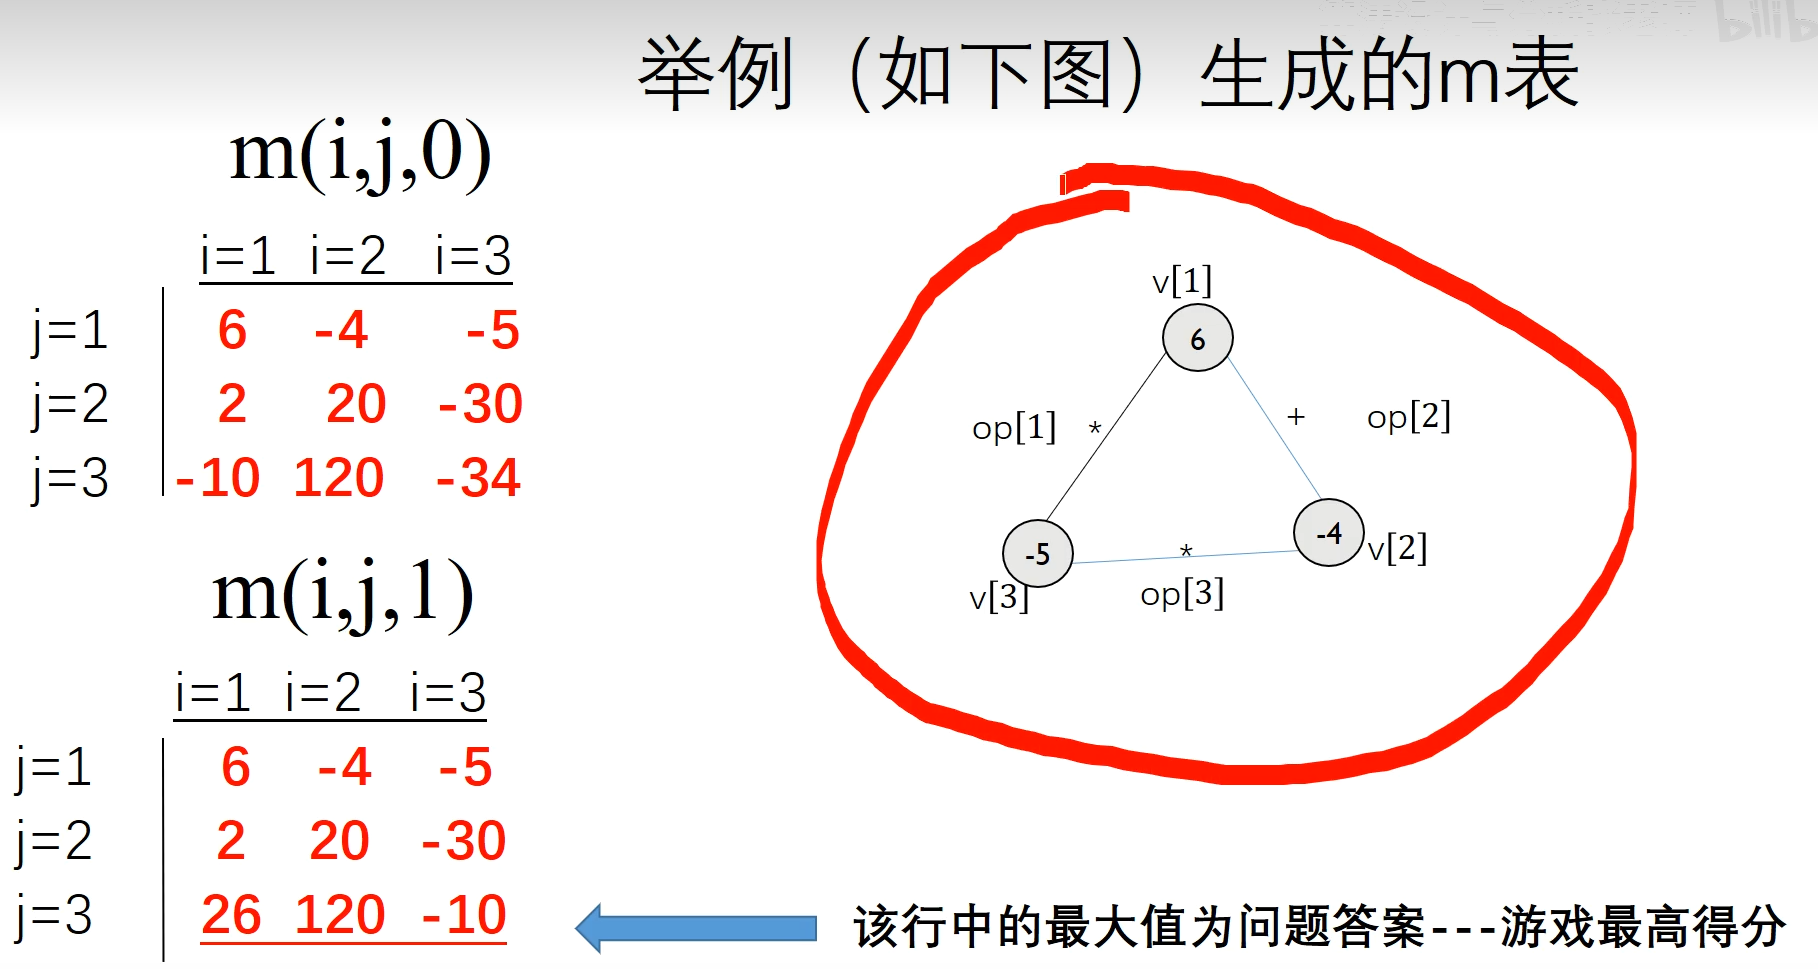 举例（如下图）生成的m表
bilib
m(i,j,0)
i=1 i=2 i=3
j=1 6 -4 -5
j=2 2 20 -30
j=3 -10 120 -34
m(i,j,1)
i=1 i=2 i=3
j=1 6 -4 -5
j=2 2 20 -30
j=3 26 120 -10
v[1]
6
op[1] * + op[2]
-5 * -4 v[2]
v[3] op[3]
该行中的最大值为问题答案---游戏最高得分